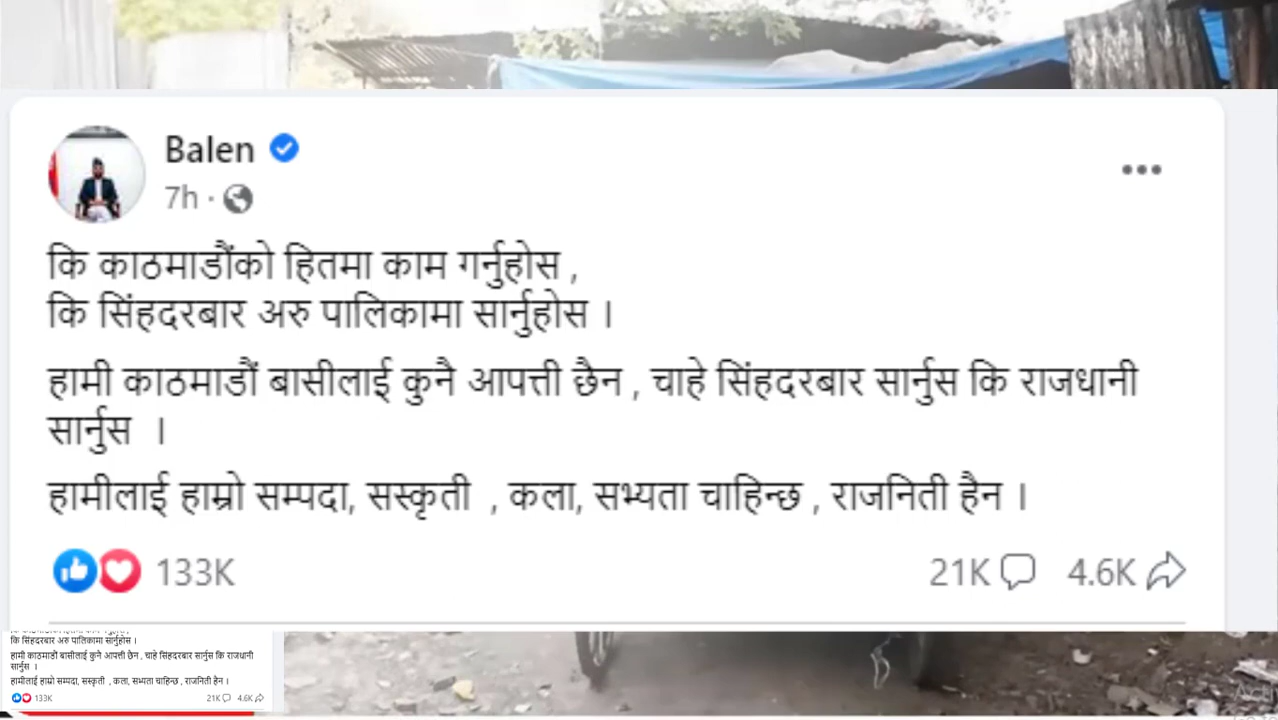 Balen
7h ·
कि काठमाडौंको हितमा काम गर्नुहोस ,
कि सिंहदरबार अरु पालिकामा सार्नुहोस ।
हामी काठमाडौं बासीलाई कुनै आपत्ती छैन , चाहे सिंहदरबार सार्नुस कि राजधानी
सार्नुस ।
हामीलाई हाम्रो सम्पदा, सस्कृती , कला, सभ्यता चाहिन्छ , राजनिती हैन ।
133K 21K 4.6K
कि सिंहदरबार अरु पालिकामा सार्नुहोस ।
हामी काठमाडौं बासीलाई कुनै आपत्ती छैन , चाहे सिंहदरबार सार्नुस कि राजधानी
सार्नुस ।
हामीलाई हाम्रो सम्पदा, सस्कृती , कला, सभ्यता चाहिन्छ , राजनिती हैन ।
133K 21K 4.6K